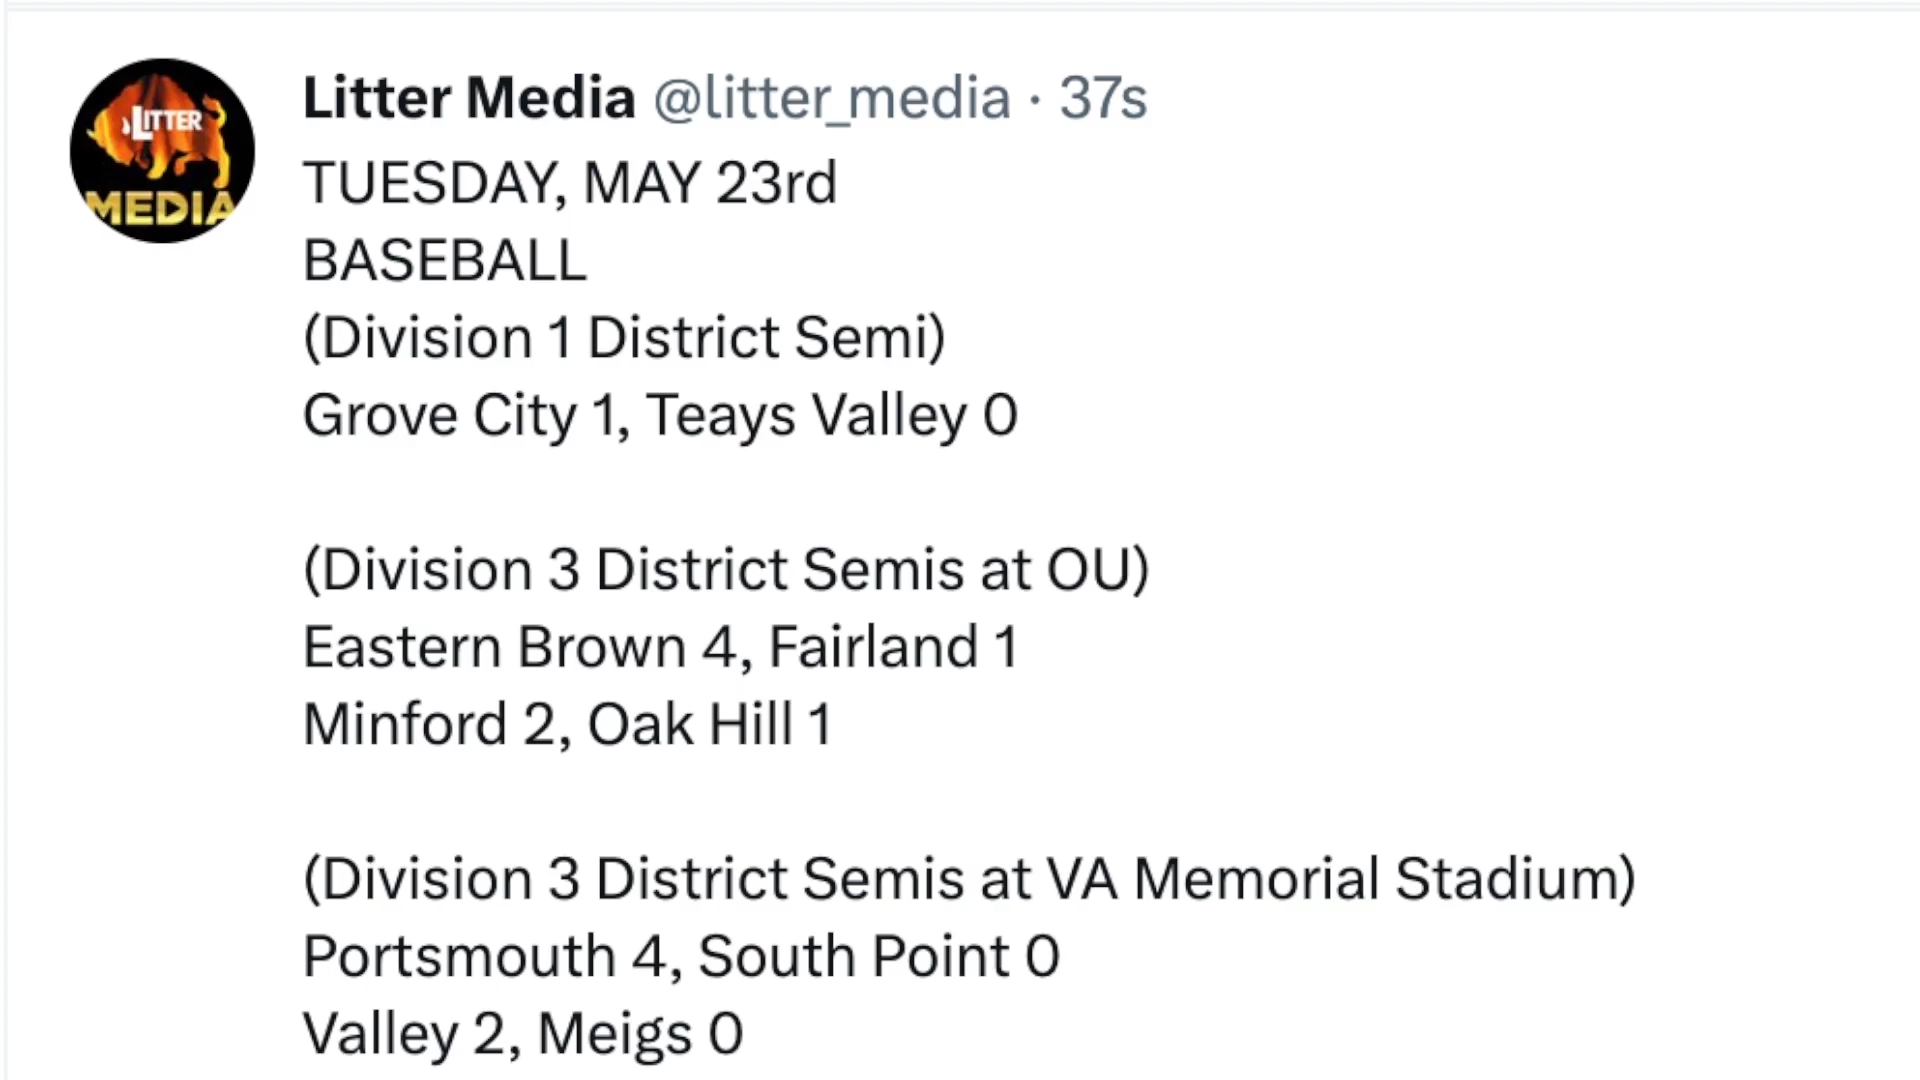 LITTER
MEDIA
Litter Media @litter_media · 37s
TUESDAY, MAY 23rd
BASEBALL
(Division 1 District Semi)
Grove City 1, Teays Valley 0
(Division 3 District Semis at OU)
Eastern Brown 4, Fairland 1
Minford 2, Oak Hill 1
(Division 3 District Semis at VA Memorial Stadium)
Portsmouth 4, South Point 0
Valley 2, Meigs 0